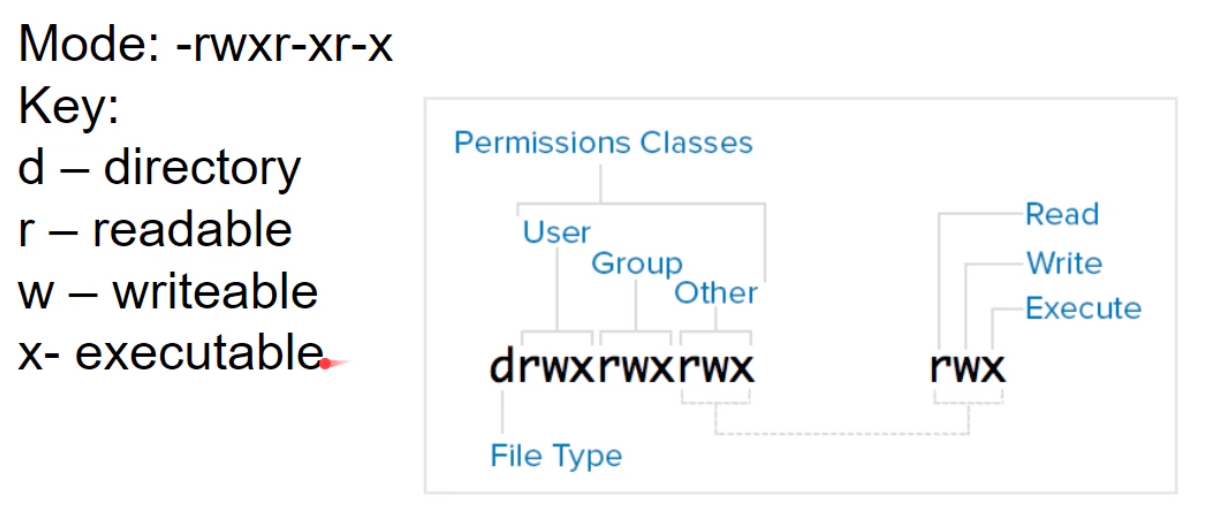 Mode: -rwxr-xr-x
Key:
d – directory
r – readable
w – writeable
x- executable
Permissions Classes
User
Group
Other
drwxrwxrwx
File Type
Read
Write
Execute
rwx